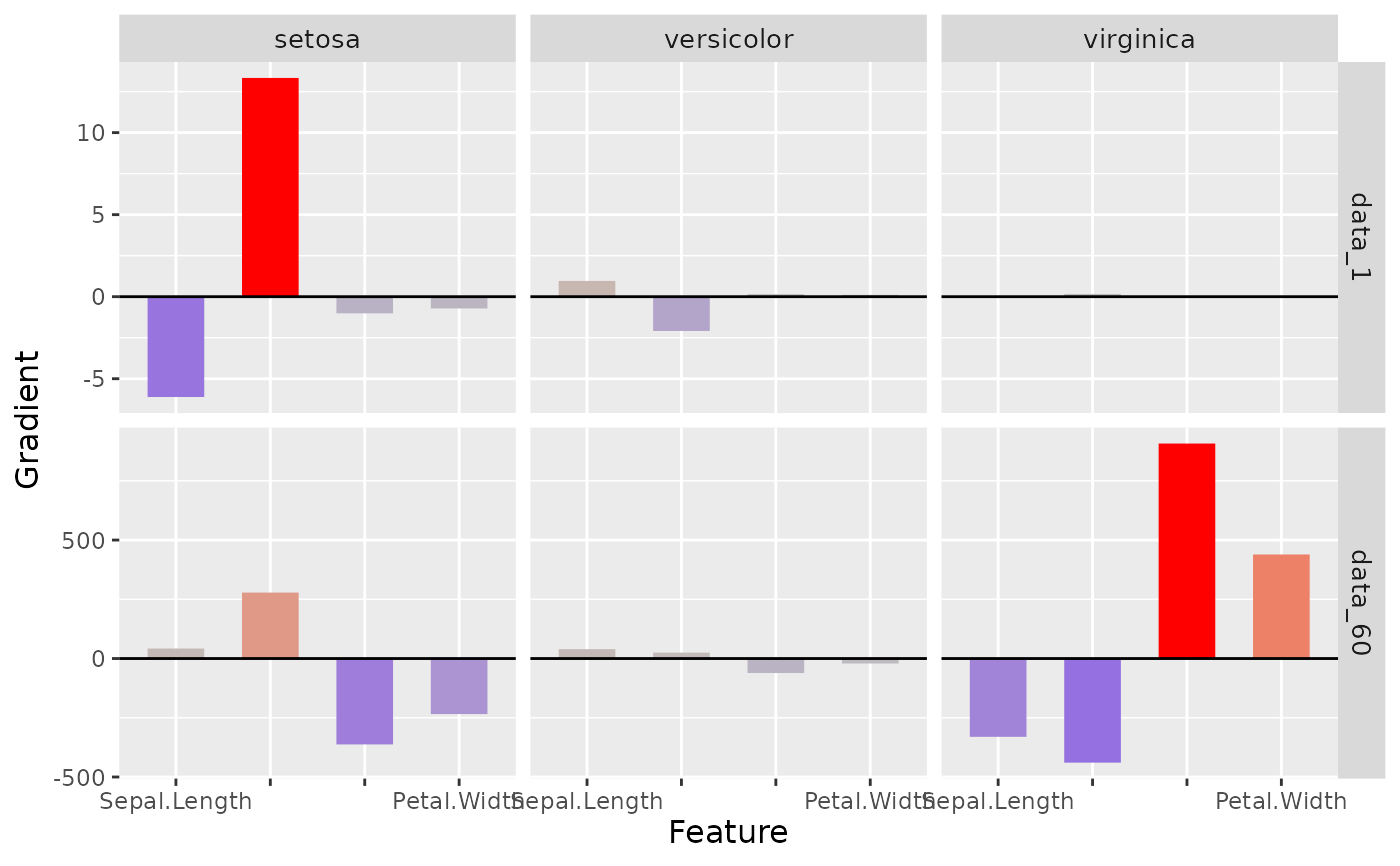 setosa versicolor virginica
10
5
0
-5
data_1
Gradient
500
0
-500
data_60
Sepal.Length Petal.Width Sepal.Length Petal.Width Sepal.Length Petal.Width
Feature